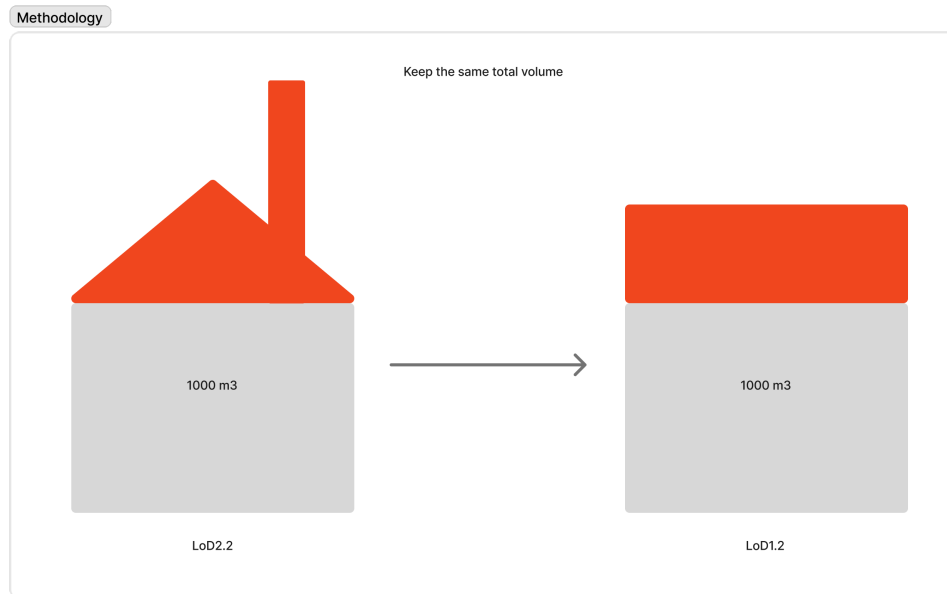 Methodology
Keep the same total volume
1000 m3
1000 m3
LoD2.2
LoD1.2